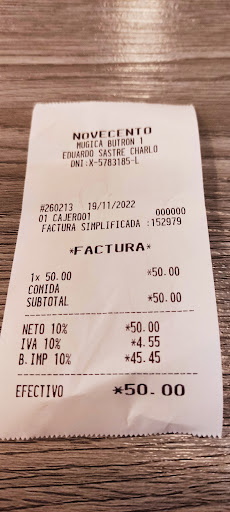 NOVECENTO
MUGICA BUTRON 1
EDUARDO SASTRE CHARLO
DNI:X-5783185-L
#260213 19/11/2022
01 CAJERO01 000000
FACTURA SIMPLIFICADA :152979
*FACTURA*
1x 50.00 *50.00
COMIDA
SUBTOTAL *50.00
NETO 10% *50.00
IVA 10% *4.55
B.IMP 10% *45.45
EFECTIVO *50.00